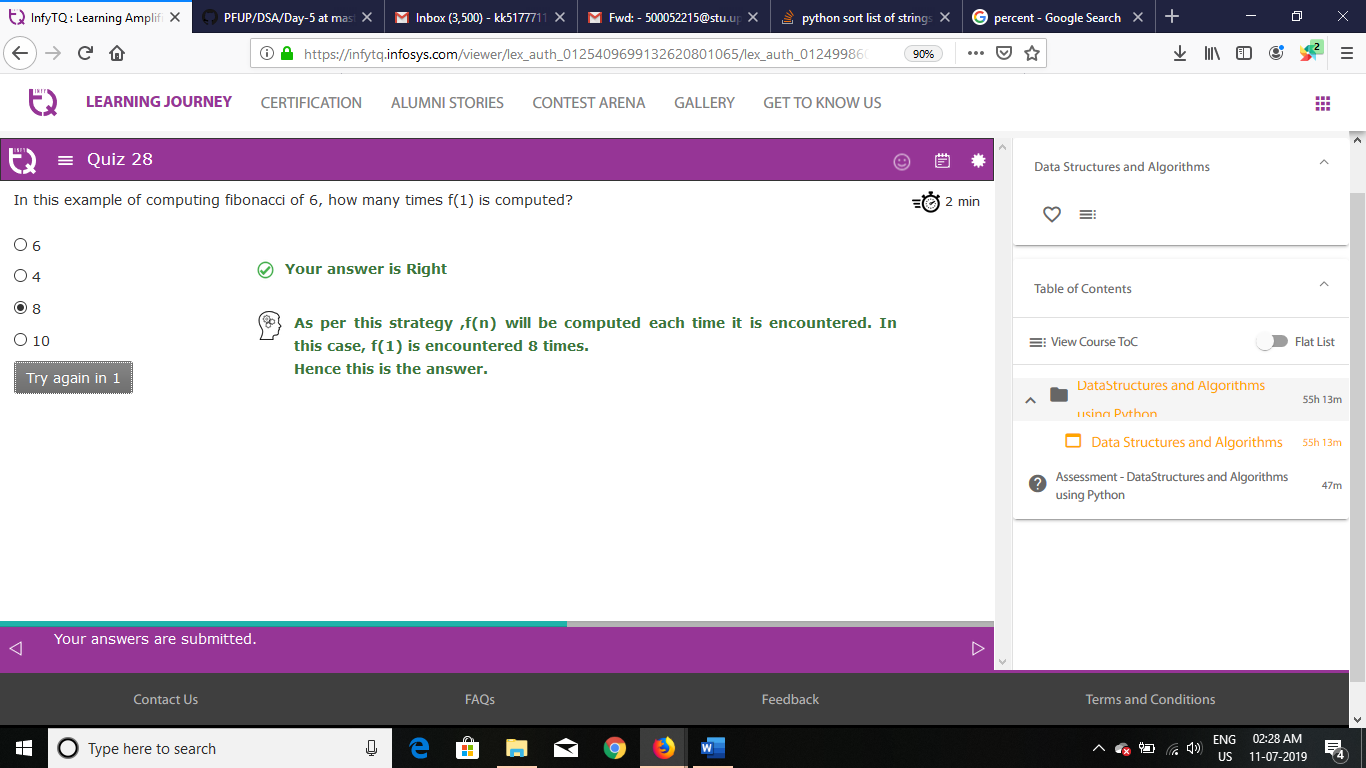 InfyTQ : Learning Amplifi
PFUP/DSA/Day-5 at mast
Inbox (3,500) - kk5177711
Fwd: - 500052215@stu.up
python sort list of strings
percent - Google Search
https://infytq.infosys.com/viewer/lex_auth_0125409699132620801065/lex_auth_01249986
90%
2
INFY
TQ
LEARNING JOURNEY
CERTIFICATION
ALUMNI STORIES
CONTEST ARENA
GALLERY
GET TO KNOW US
INFY
TQ
Quiz 28
In this example of computing fibonacci of 6, how many times f(1) is computed?
2 min
6
4
8
10
Try again in 1
Your answer is Right
As per this strategy ,f(n) will be computed each time it is encountered. In
this case, f(1) is encountered 8 times.
Hence this is the answer.
Your answers are submitted.
Data Structures and Algorithms
Table of Contents
View Course ToC
Flat List
DataStructures and Algorithms
using Python
55h 13m
Data Structures and Algorithms
55h 13m
Assessment - DataStructures and Algorithms
using Python
47m
Contact Us
FAQs
Feedback
Terms and Conditions
Type here to search
ENG
US
02:28 AM
11-07-2019
4